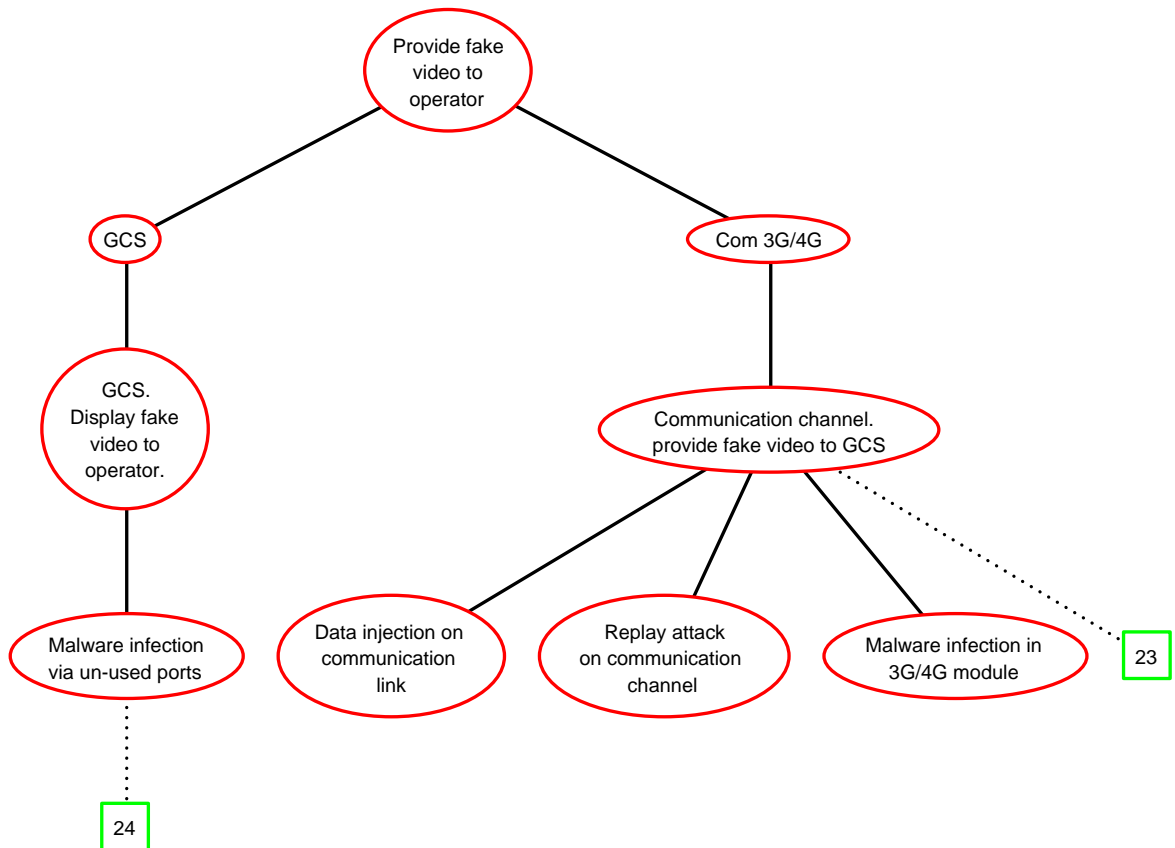 Provide fake
video to
operator
GCS
Com 3G/4G
GCS.
Display fake
video to
operator.
Communication channel.
provide fake video to GCS
Malware infection
via un-used ports
Data injection on
communication
link
Replay attack
on communication
channel
Malware infection in
3G/4G module
23
24